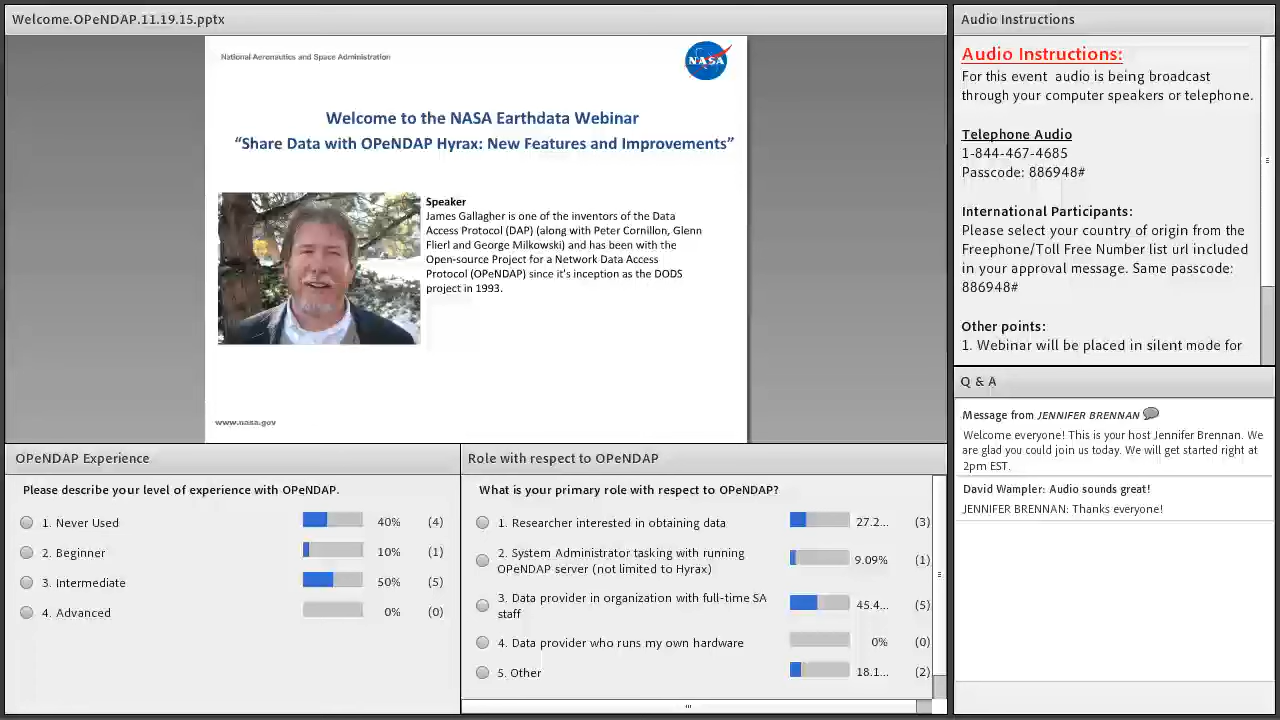 Welcome.OPeNDAP.11.19.15.pptx
National Aeronautics and Space Administration
NASA
Welcome to the NASA Earthdata Webinar
“Share Data with OPeNDAP Hyrax: New Features and Improvements”
Speaker
James Gallagher is one of the inventors of the Data
Access Protocol (DAP) (along with Peter Cornillon, Glenn
Flierl and George Milkowski) and has been with the
Open-source Project for a Network Data Access
Protocol (OPeNDAP) since it's inception as the DODS
project in 1993.
www.nasa.gov
OPeNDAP Experience
Please describe your level of experience with OPeNDAP.
1. Never Used 40% (4)
2. Beginner 10% (1)
3. Intermediate 50% (5)
4. Advanced 0% (0)
Role with respect to OPeNDAP
What is your primary role with respect to OPeNDAP?
1. Researcher interested in obtaining data 27.2... (3)
2. System Administrator tasking with running
OPeNDAP server (not limited to Hyrax) 9.09% (1)
3. Data provider in organization with full-time SA
staff 45.4... (5)
4. Data provider who runs my own hardware 0% (0)
5. Other 18.1... (2)
Audio Instructions
Audio Instructions:
For this event audio is being broadcast
through your computer speakers or telephone.
Telephone Audio
1-844-467-4685
Passcode: 886948#
International Participants:
Please select your country of origin from the
Freephone/Toll Free Number list url included
in your approval message. Same passcode:
886948#
Other points:
1. Webinar will be placed in silent mode for
Q & A
Message from JENNIFER BRENNAN
Welcome everyone! This is your host Jennifer Brennan. We
are glad you could join us today. We will get started right at
2pm EST.
David Wampler: Audio sounds great!
JENNIFER BRENNAN: Thanks everyone!